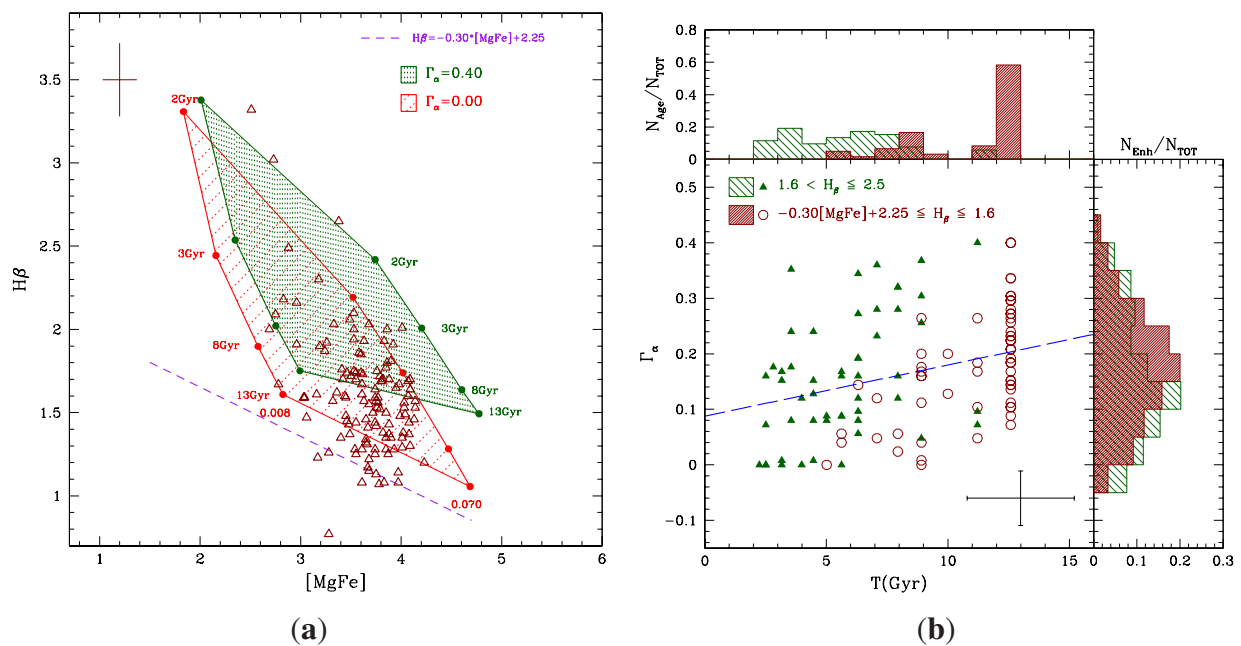 Hβ=−0.30*[MgFe]+2.25
Γα=0.40
Γα=0.00
2Gyr
3Gyr
8Gyr
13Gyr
0.008
2Gyr
3Gyr
8Gyr
13Gyr
0.070
Hβ
3.5
3
2.5
2
1.5
1
1 2 3 4 5 6
[MgFe]
(a)
N_Age/N_TOT
0.8
0.6
0.4
0.2
0
N_Enh/N_TOT
1.6 < Hβ ≦ 2.5
−0.30[MgFe]+2.25 ≦ Hβ ≦ 1.6
Γα
0.5
0.4
0.3
0.2
0.1
0
−0.1
0 5 10 15
T(Gyr)
0 0.1 0.2 0.3
(b)